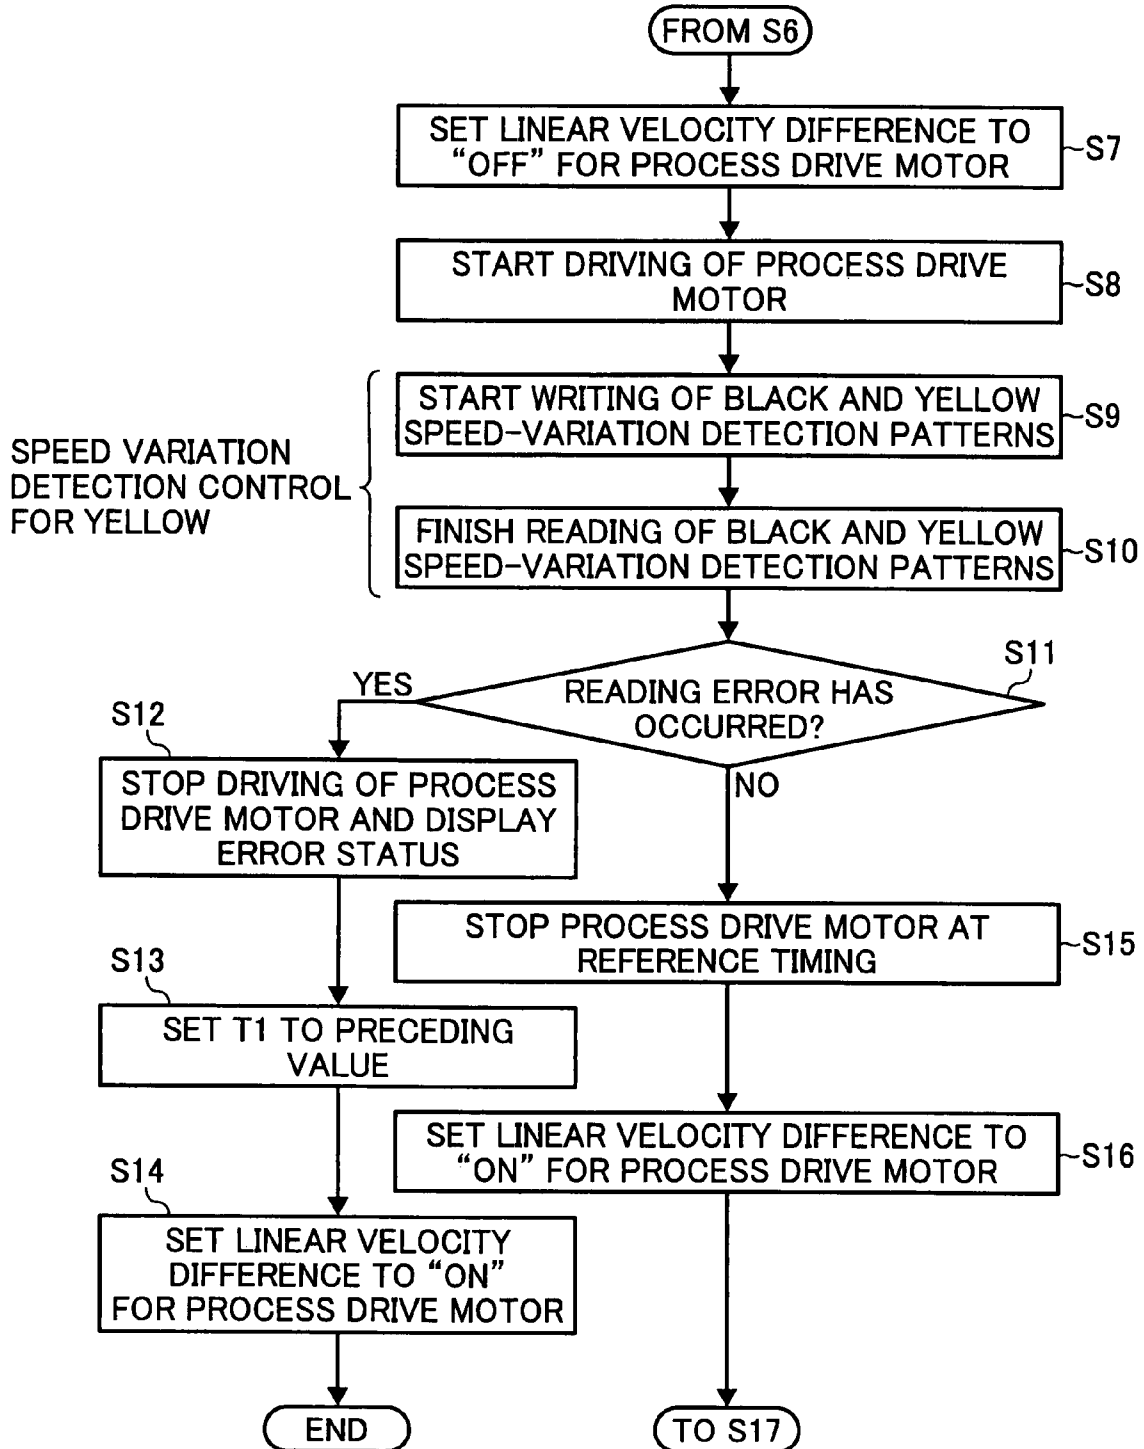 FROM S6
SET LINEAR VELOCITY DIFFERENCE TO
“OFF” FOR PROCESS DRIVE MOTOR
S7
START DRIVING OF PROCESS DRIVE
MOTOR
S8
START WRITING OF BLACK AND YELLOW
SPEED-VARIATION DETECTION PATTERNS
S9
SPEED VARIATION
DETECTION CONTROL
FOR YELLOW
FINISH READING OF BLACK AND YELLOW
SPEED-VARIATION DETECTION PATTERNS
S10
S11
READING ERROR HAS
OCCURRED?
YES
NO
S12
STOP DRIVING OF PROCESS
DRIVE MOTOR AND DISPLAY
ERROR STATUS
STOP PROCESS DRIVE MOTOR AT
REFERENCE TIMING
S15
S13
SET T1 TO PRECEDING
VALUE
SET LINEAR VELOCITY DIFFERENCE TO
“ON” FOR PROCESS DRIVE MOTOR
S16
S14
SET LINEAR VELOCITY
DIFFERENCE TO “ON”
FOR PROCESS DRIVE MOTOR
END
TO S17